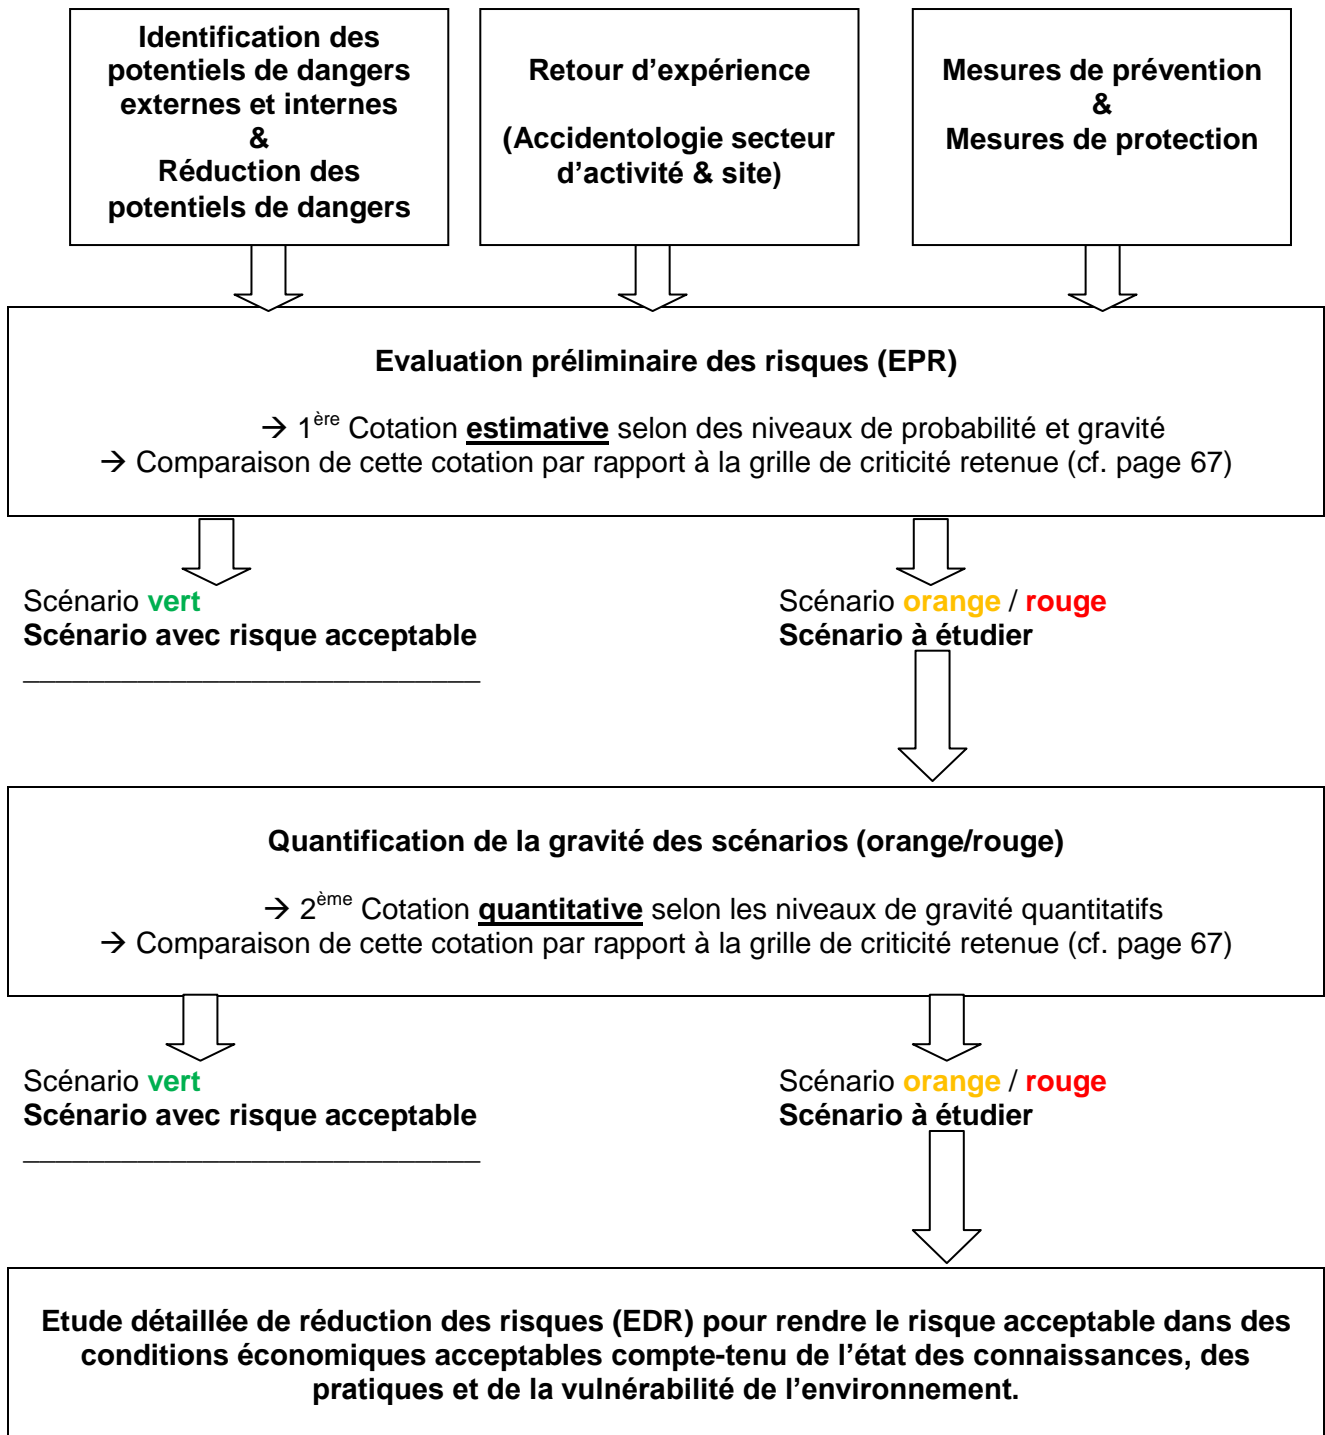 Identification des
potentiels de dangers
externes et internes
&
Réduction des
potentiels de dangers
Retour d’expérience
(Accidentologie secteur
d’activité & site)
Mesures de prévention
&
Mesures de protection
Evaluation préliminaire des risques (EPR)
→ 1ère Cotation estimative selon des niveaux de probabilité et gravité
→ Comparaison de cette cotation par rapport à la grille de criticité retenue (cf. page 67)
Scénario vert
Scénario avec risque acceptable
Scénario orange / rouge
Scénario à étudier
Quantification de la gravité des scénarios (orange/rouge)
→ 2ème Cotation quantitative selon les niveaux de gravité quantitatifs
→ Comparaison de cette cotation par rapport à la grille de criticité retenue (cf. page 67)
Scénario vert
Scénario avec risque acceptable
Scénario orange / rouge
Scénario à étudier
Etude détaillée de réduction des risques (EDR) pour rendre le risque acceptable dans des
conditions économiques acceptables compte-tenu de l’état des connaissances, des
pratiques et de la vulnérabilité de l’environnement.